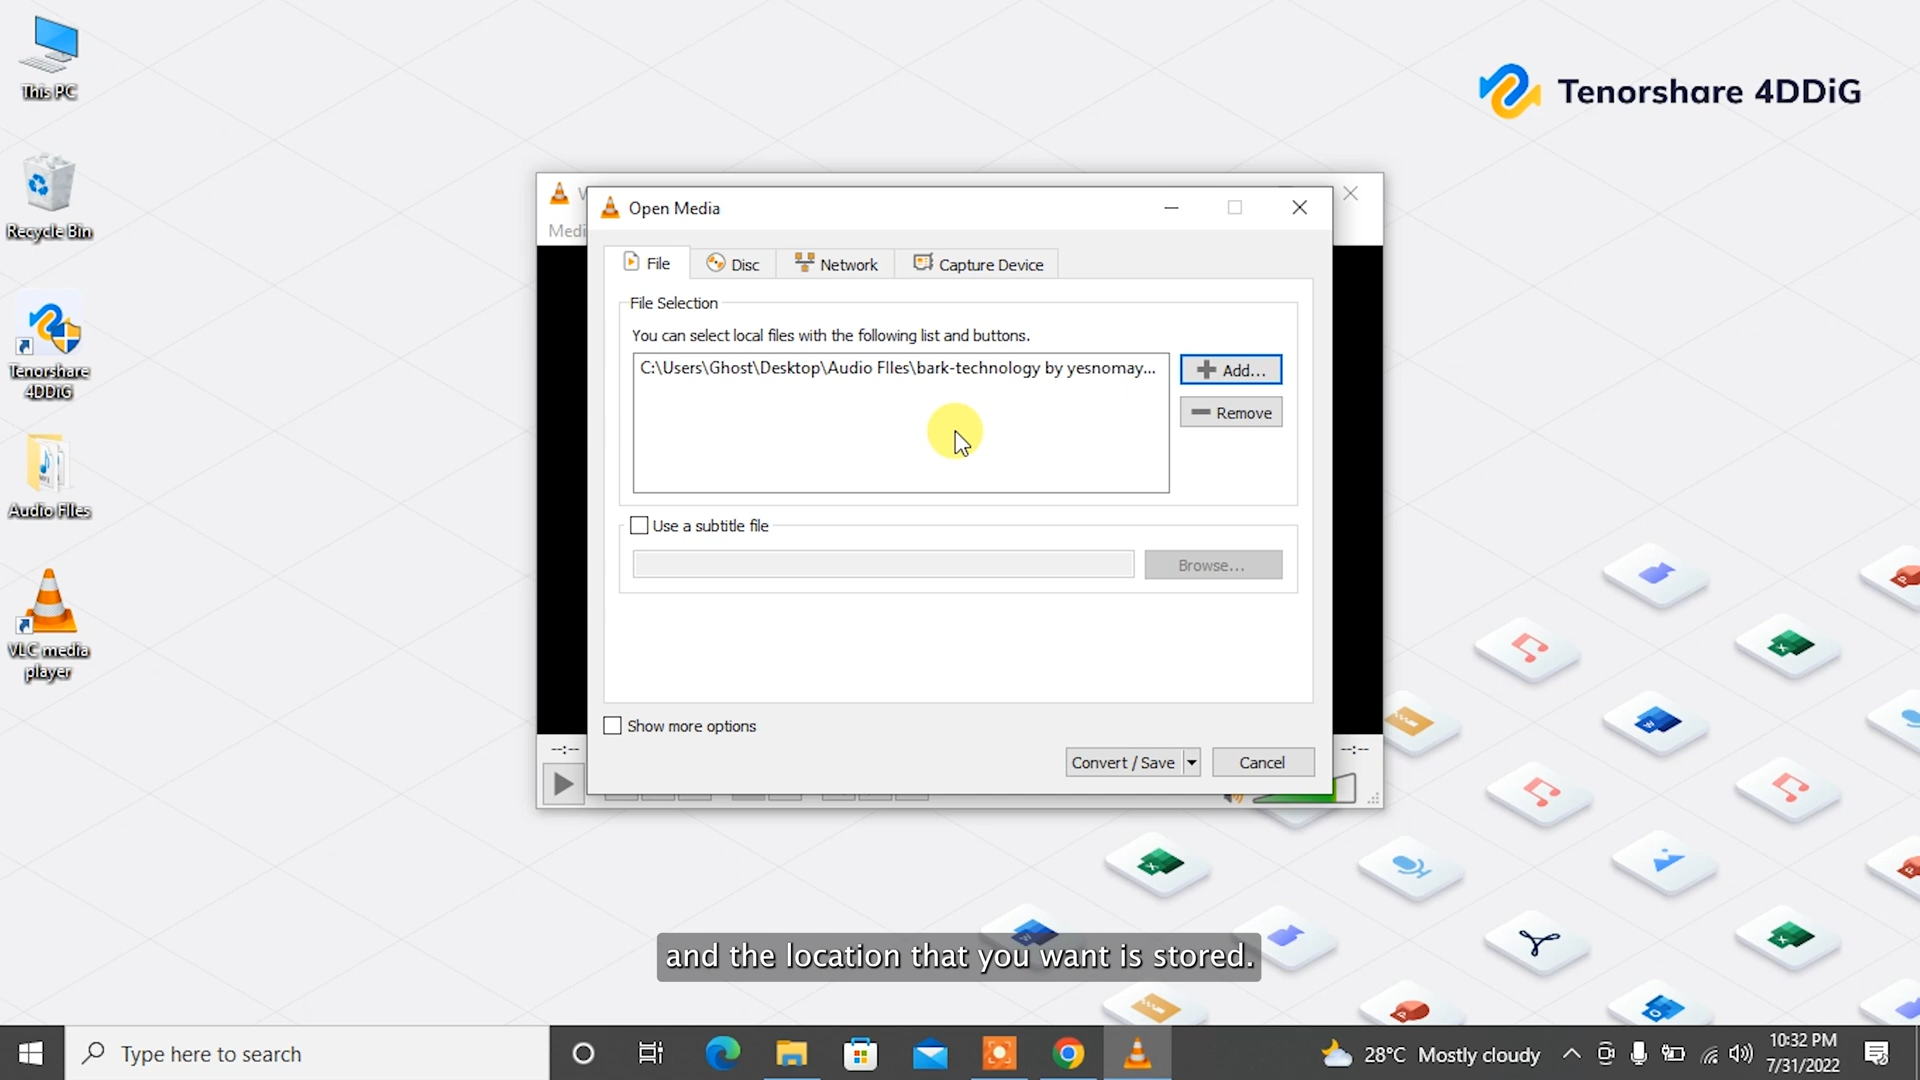 This PC
Recycle Bin
Tenorshare
4DDiG
Audio FIles
VLC media
player
Tenorshare 4DDiG
Medi
Open Media
File
Disc
Network
Capture Device
File Selection
You can select local files with the following list and buttons.
C:\Users\Ghost\Desktop\Audio FIles\bark-technology by yesnomay...
Add...
Remove
Use a subtitle file
Browse...
Show more options
Convert / Save
Cancel
--:--
--:--
and the location that you want is stored.
Type here to search
28°C Mostly cloudy
10:32 PM
7/31/2022